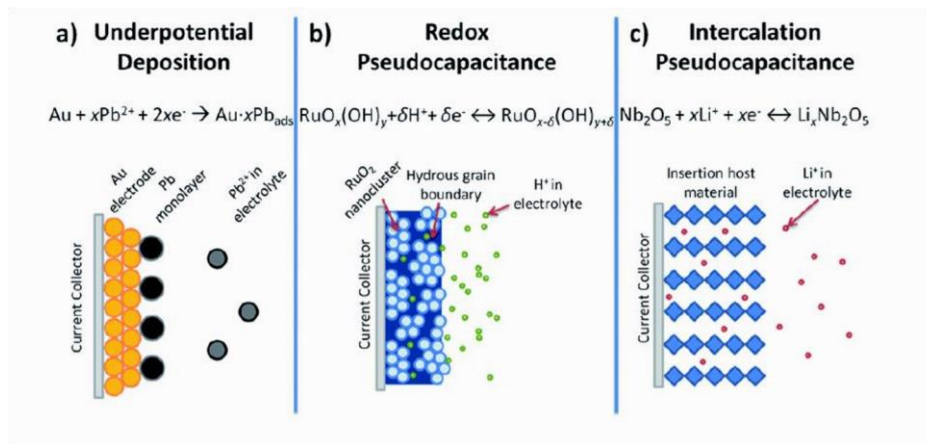 a) Underpotential
Deposition
Au + xPb²⁺ + 2xe⁻ → Au·xPb_ads
Au
electrode
Pb
monolayer
Pb²⁺ in
electrolyte
Current Collector
b) Redox
Pseudocapacitance
RuOₓ(OH)ᵧ+δH⁺+ δe⁻ ↔ RuOₓ₋δ(OH)ᵧ₊δ
RuO₂
nanocluster
Hydrous grain
boundary
H⁺ in
electrolyte
Current Collector
c) Intercalation
Pseudocapacitance
Nb₂O₅ + xLi⁺ + xe⁻ ↔ LiₓNb₂O₅
Insertion host
material
Li⁺ in
electrolyte
Current Collector